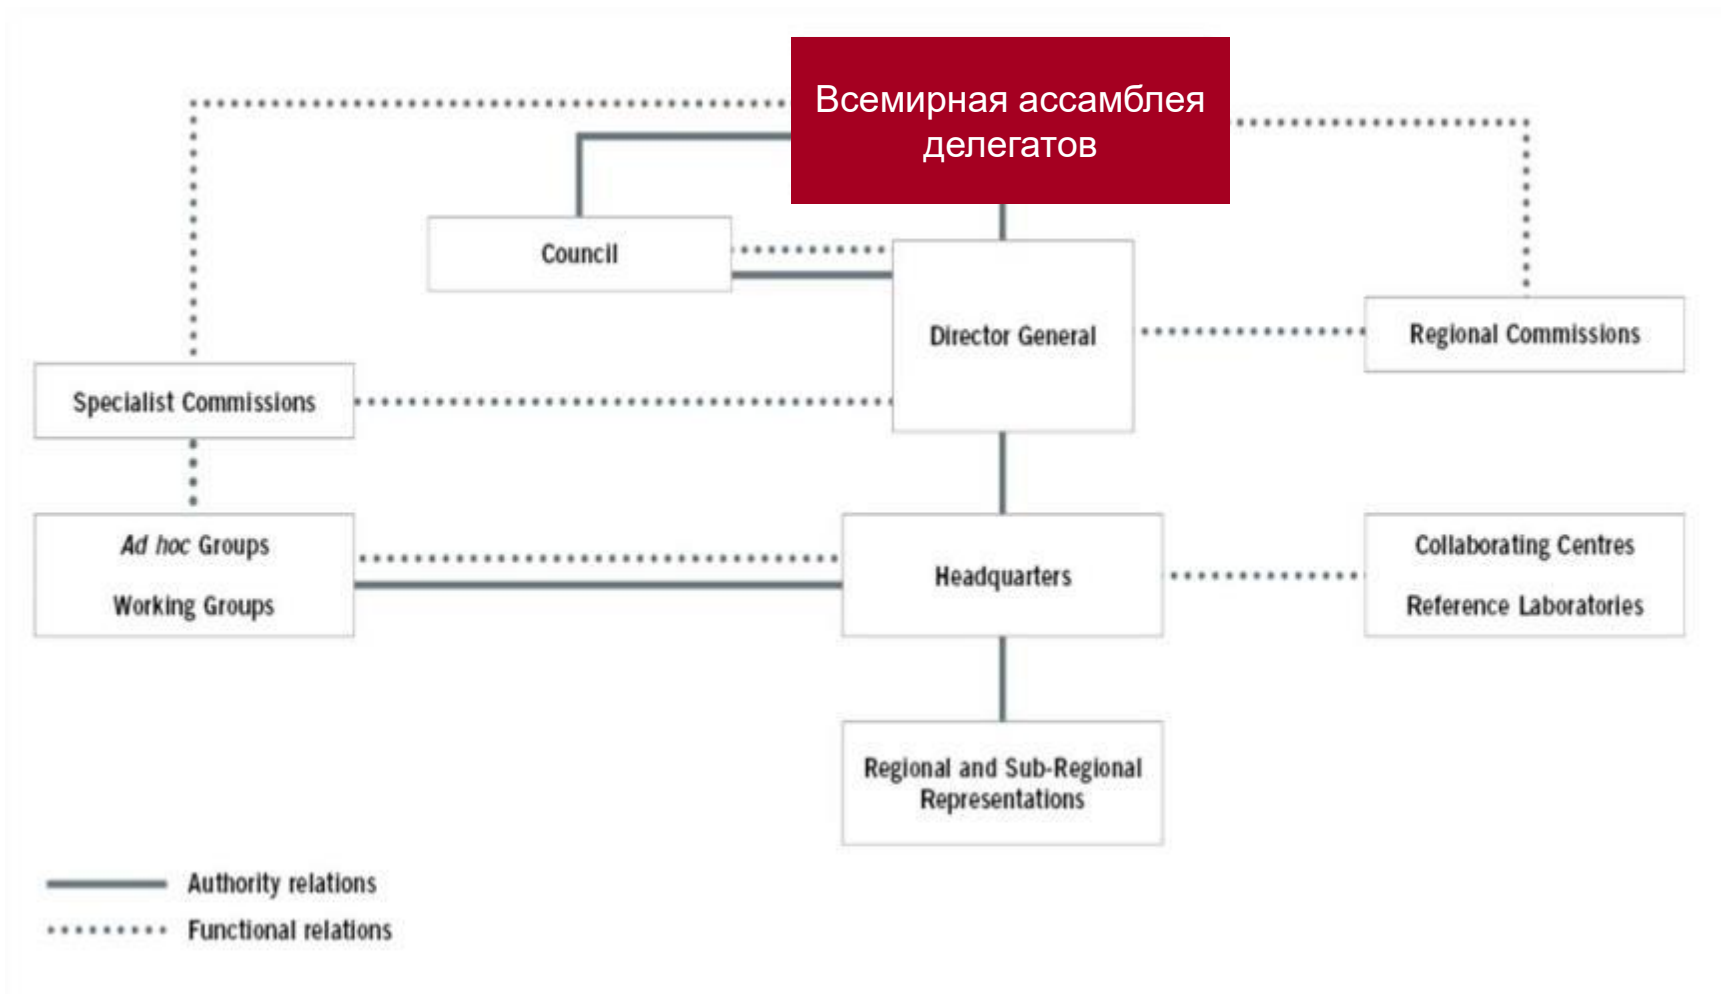 Всемирная ассамблея
делегатов
Council
Director General
Regional Commissions
Specialist Commissions
Ad hoc Groups
Working Groups
Headquarters
Collaborating Centres
Reference Laboratories
Regional and Sub-Regional
Representations
Authority relations
Functional relations